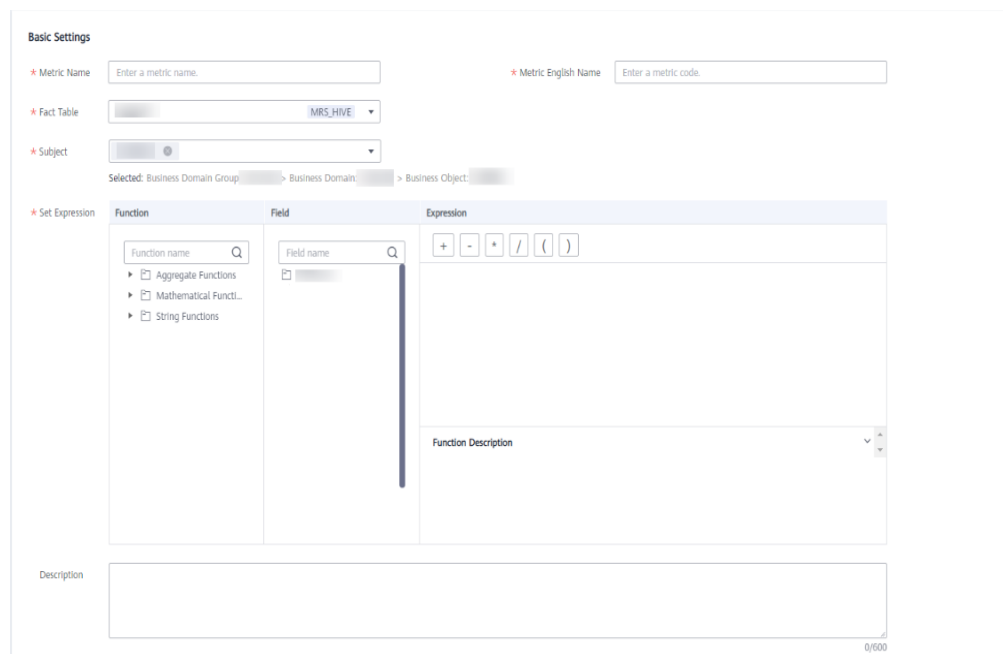 Basic Settings
* Metric Name Enter a metric name. * Metric English Name Enter a metric code.
* Fact Table MRS_HIVE
* Subject
Selected: Business Domain Group > Business Domain: > Business Object:
* Set Expression Function Field Expression
Function name Field name + - * / ( )
Aggregate Functions
Mathematical Functi...
String Functions
Function Description
Description
0/600